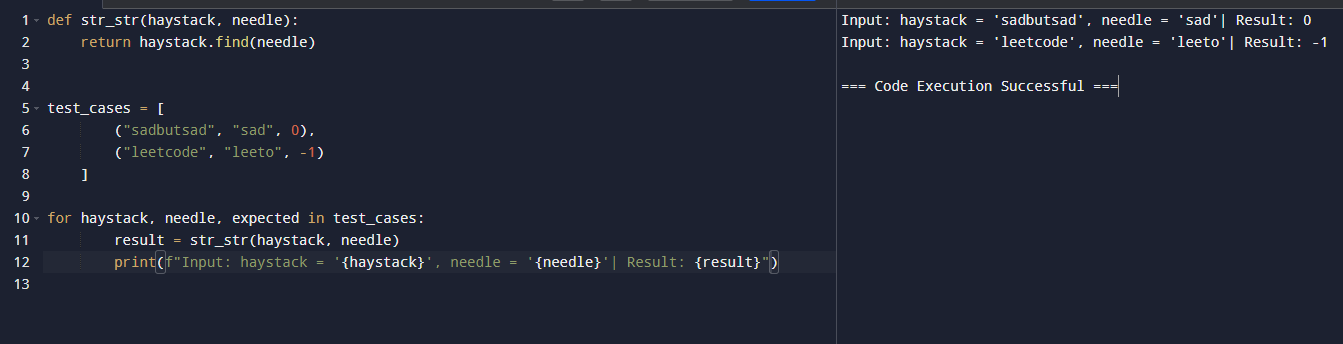 1 def str_str(haystack, needle):
2     return haystack.find(needle)
3
4
5 test_cases = [
6         ("sadbutsad", "sad", 0),
7         ("leetcode", "leeto", -1)
8     ]
9
10 for haystack, needle, expected in test_cases:
11         result = str_str(haystack, needle)
12         print(f"Input: haystack = '{haystack}', needle = '{needle}'| Result: {result}")
13
Input: haystack = 'sadbutsad', needle = 'sad'| Result: 0
Input: haystack = 'leetcode', needle = 'leeto'| Result: -1
=== Code Execution Successful ===